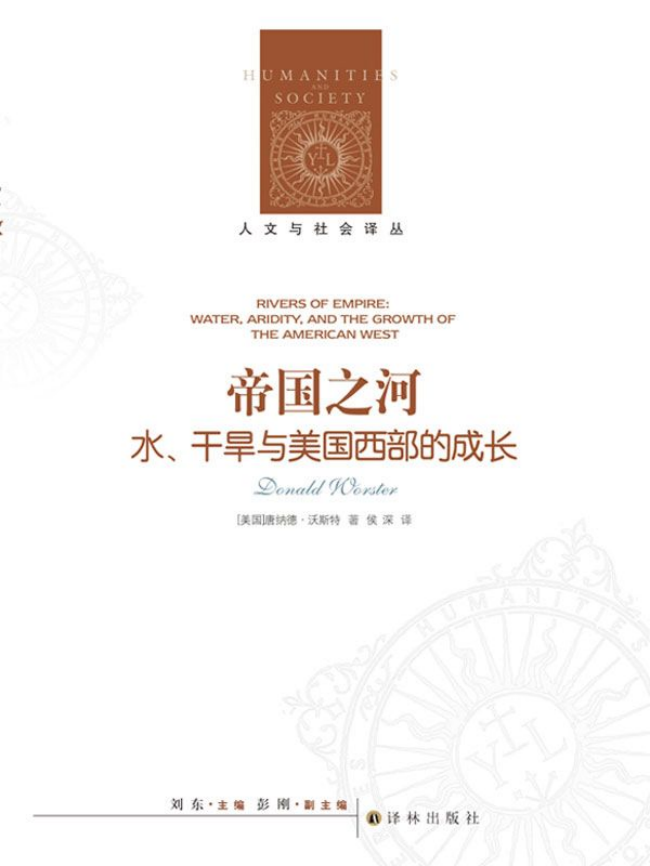 HUMANITIES
AND
SOCIETY
YL
人文与社会译丛
RIVERS OF EMPIRE:
WATER, ARIDITY, AND THE GROWTH OF
THE AMERICAN WEST
帝国之河
水、干旱与美国西部的成长
Donald Worster
[美国]唐纳德·沃斯特 著 侯 深 译
HUMANITIES
YL
刘东·主编 彭刚·副主编
译林出版社